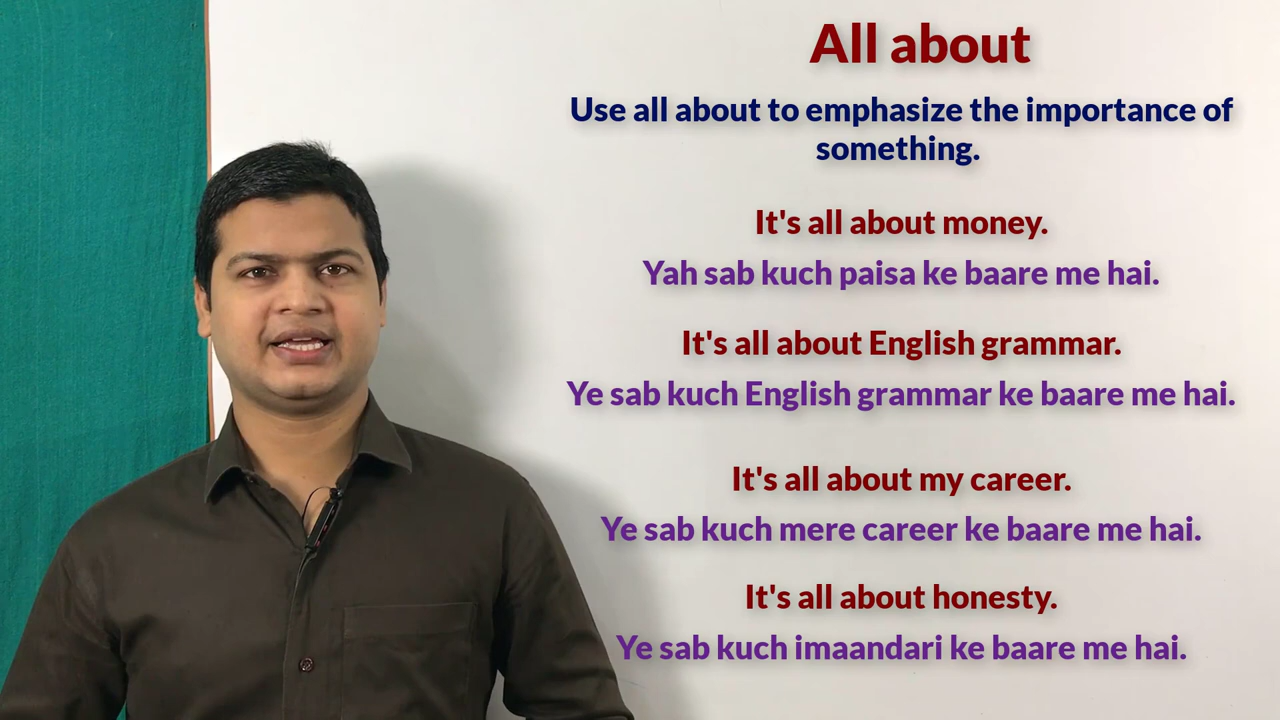 All about
Use all about to emphasize the importance of
something.
It's all about money.
Yah sab kuch paisa ke baare me hai.
It's all about English grammar.
Ye sab kuch English grammar ke baare me hai.
It's all about my career.
Ye sab kuch mere career ke baare me hai.
It's all about honesty.
Ye sab kuch imaandari ke baare me hai.